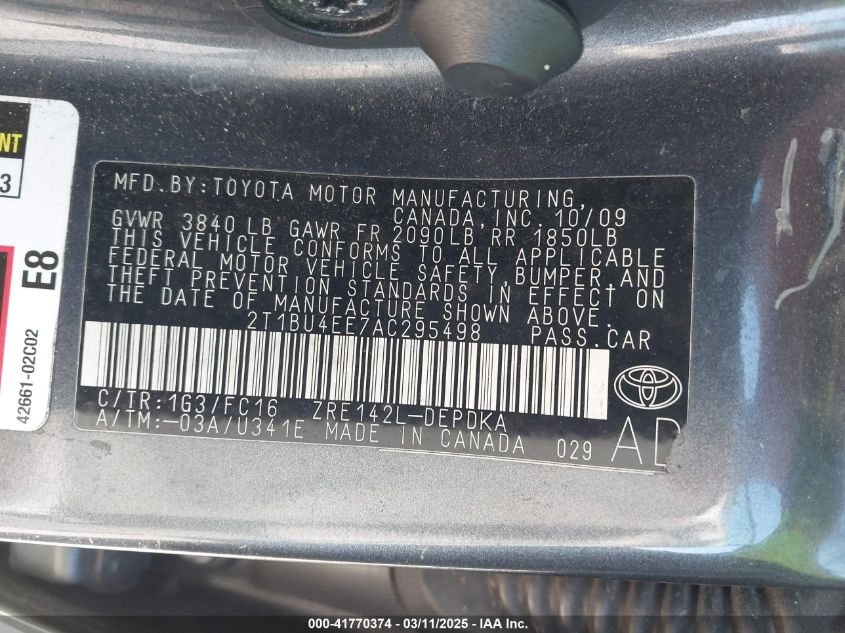 NT
3
E8
42661-02C02
MFD.BY:TOYOTA MOTOR MANUFACTURING,
CANADA,INC. 10/09
GVWR 3840 LB GAWR FR 2090LB RR 1850LB
THIS VEHICLE CONFORMS TO ALL APPLICABLE
FEDERAL MOTOR VEHICLE SAFETY,BUMPER,AND
THEFT PREVENTION STANDARDS IN EFFECT ON
THE DATE OF MANUFACTURE SHOWN ABOVE.
2T1BU4EE7AC295498 PASS.CAR
C/TR:1G3/FC16 ZRE142L-DEPDKA
A/TM:-03A/U341E MADE IN CANADA 029
AD
000-41770374 - 03/11/2025 - IAA Inc.